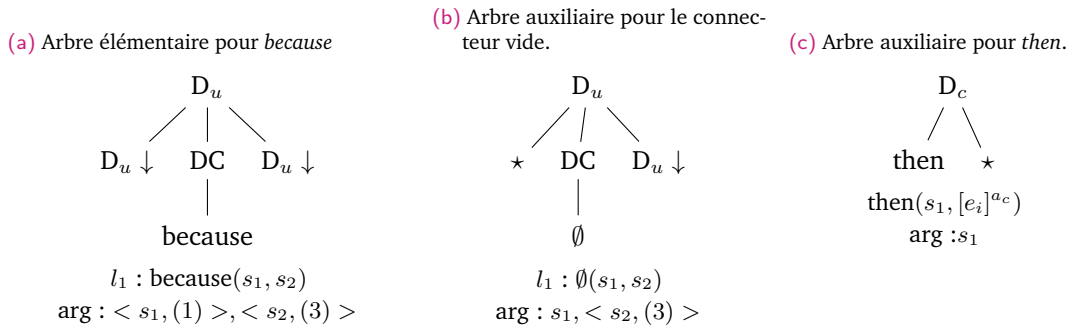 (a) Arbre élémentaire pour because
D_u
D_u ↓ DC D_u ↓
because
l_1 : because(s_1, s_2)
arg : < s_1, (1) >, < s_2, (3) >
(b) Arbre auxiliaire pour le connec-
teur vide.
D_u
⋆ DC D_u ↓
∅
l_1 : ∅(s_1, s_2)
arg : s_1, < s_2, (3) >
(c) Arbre auxiliaire pour then.
D_c
then ⋆
then(s_1, [e_i]^{a_c})
arg :s_1